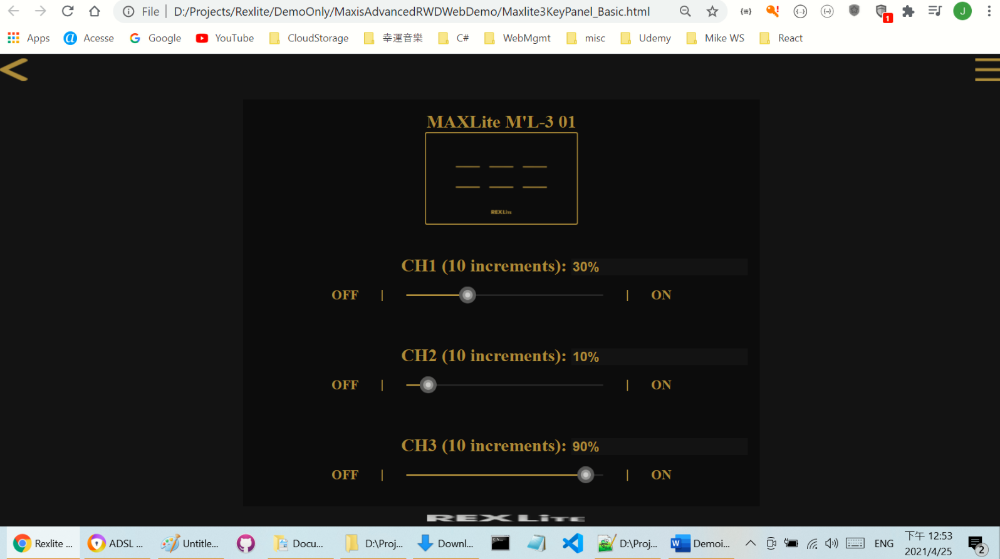 File | D:/Projects/Rexlite/DemoOnly/MaxisAdvancedRWDWebDemo/Maxlite3KeyPanel_Basic.html
1
J
Apps Acesse Google YouTube CloudStorage 幸運音樂 C# WebMgmt misc Udemy Mike WS React
MAXLite M'L-3 01
REX Lite
CH1 (10 increments): 30%
OFF | | ON
CH2 (10 increments): 10%
OFF | | ON
CH3 (10 increments): 90%
OFF | | ON
REX Lite
Rexlite ... ADSL ... Untitle... Docu... D:\Proj... Downl... D:\Proj... Demoi... ENG
下午 12:53
2021/4/25
2